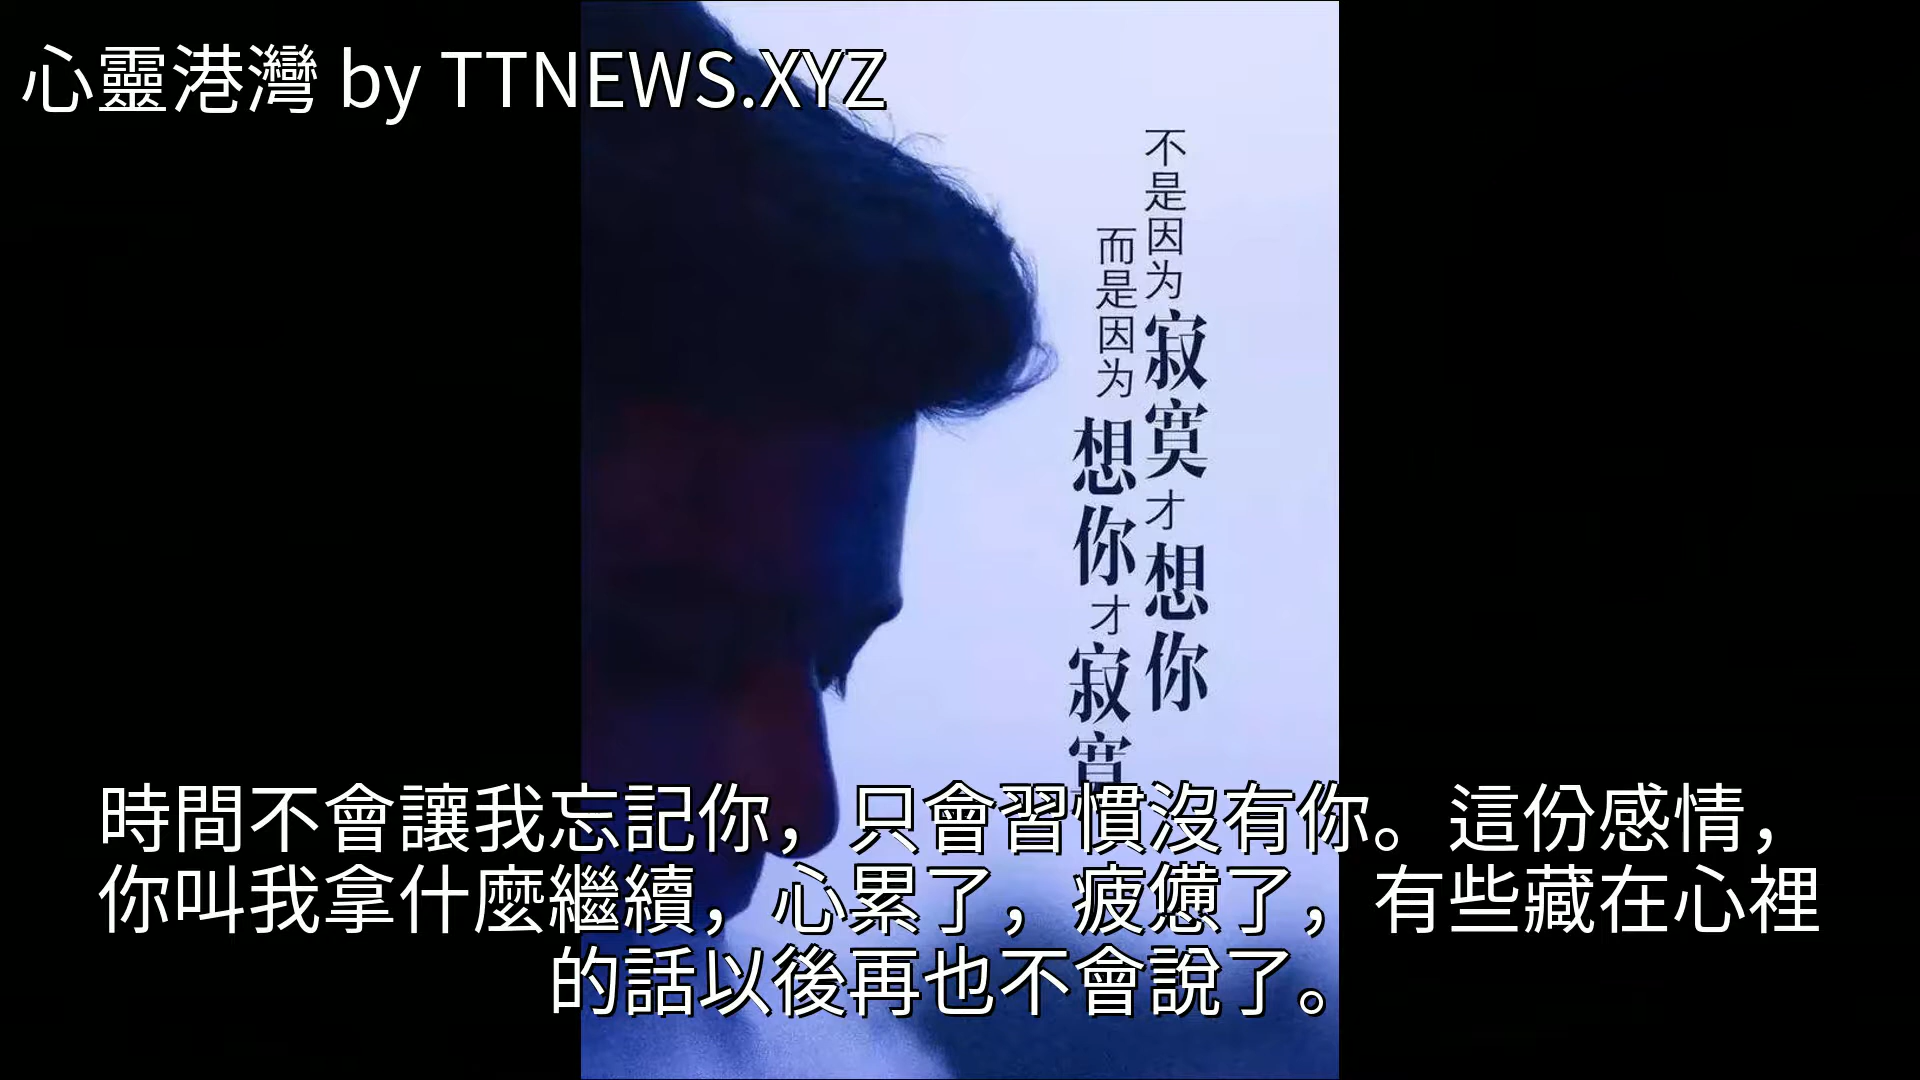 心靈港灣 by TTNEWS.XYZ
不是因为寂寞才想你
而是因为想你才寂寞
時間不會讓我忘記你，只會習慣沒有你。這份感情，
你叫我拿什麼繼續，心累了，疲憊了，有些藏在心裡
的話以後再也不會說了。